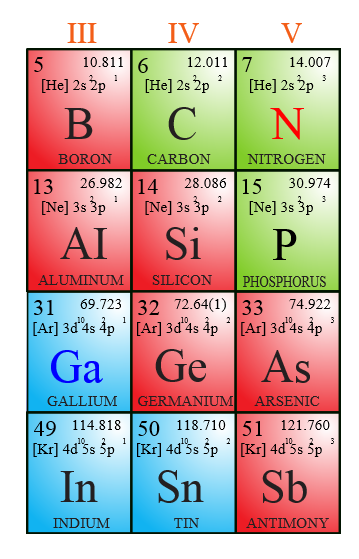 III IV V
5 10.811 6 12.011 7 14.007
[He] 2s² 2p¹ [He] 2s² 2p² [He] 2s² 2p³
B C N
BORON CARBON NITROGEN
13 26.982 14 28.086 15 30.974
[Ne] 3s² 3p¹ [Ne] 3s² 3p² [Ne] 3s² 3p³
Al Si P
ALUMINUM SILICON PHOSPHORUS
31 69.723 32 72.64(1) 33 74.922
[Ar] 3d¹⁰ 4s² 4p¹ [Ar] 3d¹⁰ 4s² 4p² [Ar] 3d¹⁰ 4s² 4p³
Ga Ge As
GALLIUM GERMANIUM ARSENIC
49 114.818 50 118.710 51 121.760
[Kr] 4d¹⁰ 5s² 5p¹ [Kr] 4d¹⁰ 5s² 5p² [Kr] 4d¹⁰ 5s² 5p³
In Sn Sb
INDIUM TIN ANTIMONY